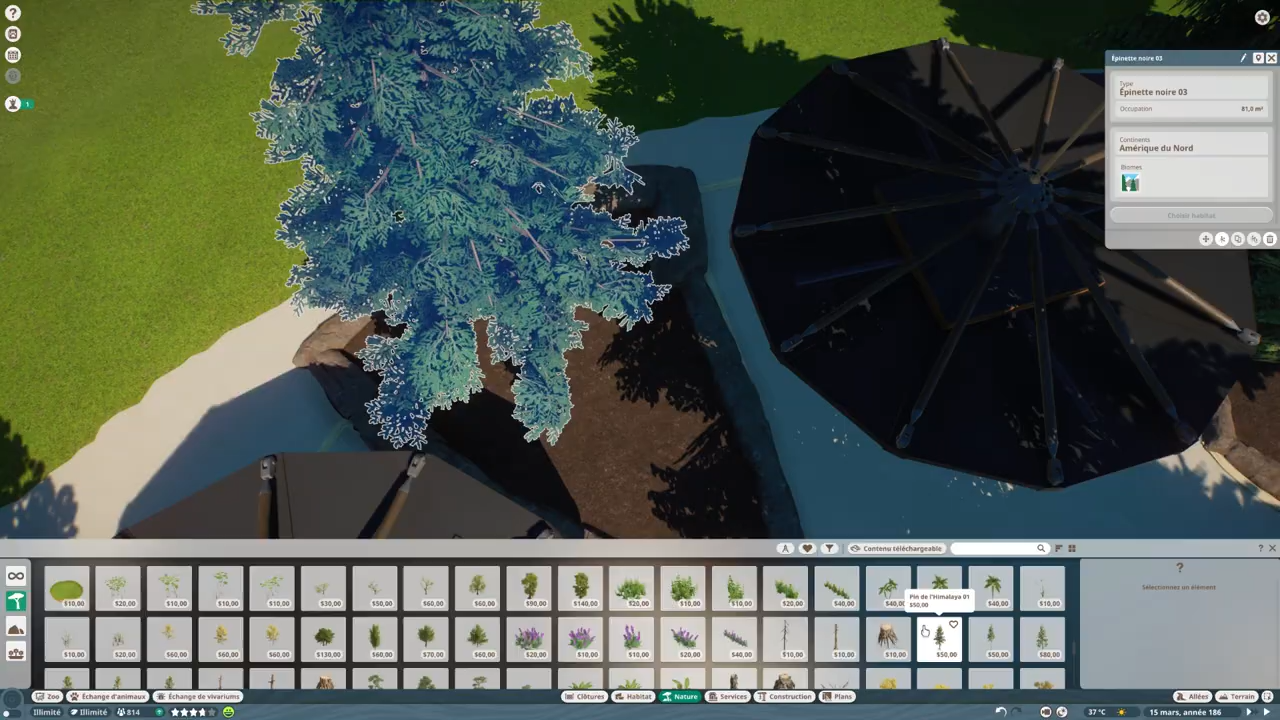 1
Épinette noire 03
Type
Épinette noire 03
Occupation 81,0 m²
Continents
Amérique du Nord
Biomes
Choisir habitat
Contenu téléchargeable
? 
$10,00 $20,00 $10,00 $10,00 $10,00 $30,00 $50,00 $60,00 $60,00 $90,00 $140,00 $20,00 $10,00 $10,00 $20,00 $40,00 $40,00 $40,00 $10,00
Pin de l'Himalaya 01
$50,00
?
Sélectionnez un élément
$10,00 $20,00 $60,00 $60,00 $60,00 $130,00 $60,00 $70,00 $60,00 $20,00 $10,00 $10,00 $20,00 $40,00 $10,00 $10,00 $10,00 $50,00 $50,00 $80,00
Zoo Échange d'animaux Échange de vivariums Clôtures Habitat Nature Services Construction Plans Allées Terrain
Illimité Illimité 814 37 °C 15 mars, année 186